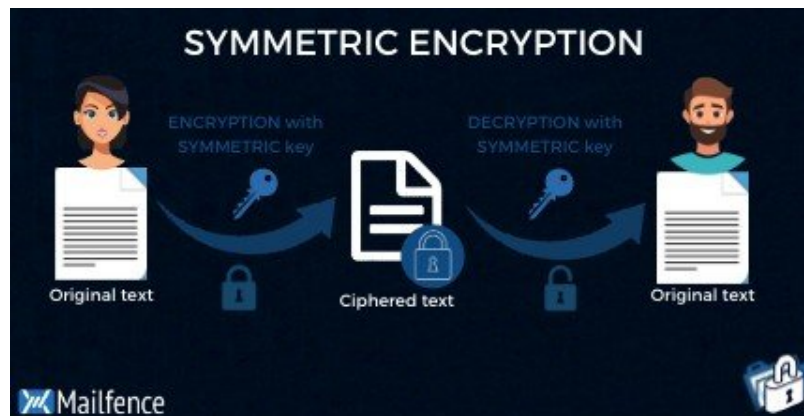 SYMMETRIC ENCRYPTION
ENCRYPTION with
SYMMETRIC key
DECRYPTION with
SYMMETRIC key
Original text
Ciphered text
Original text
Mailfence